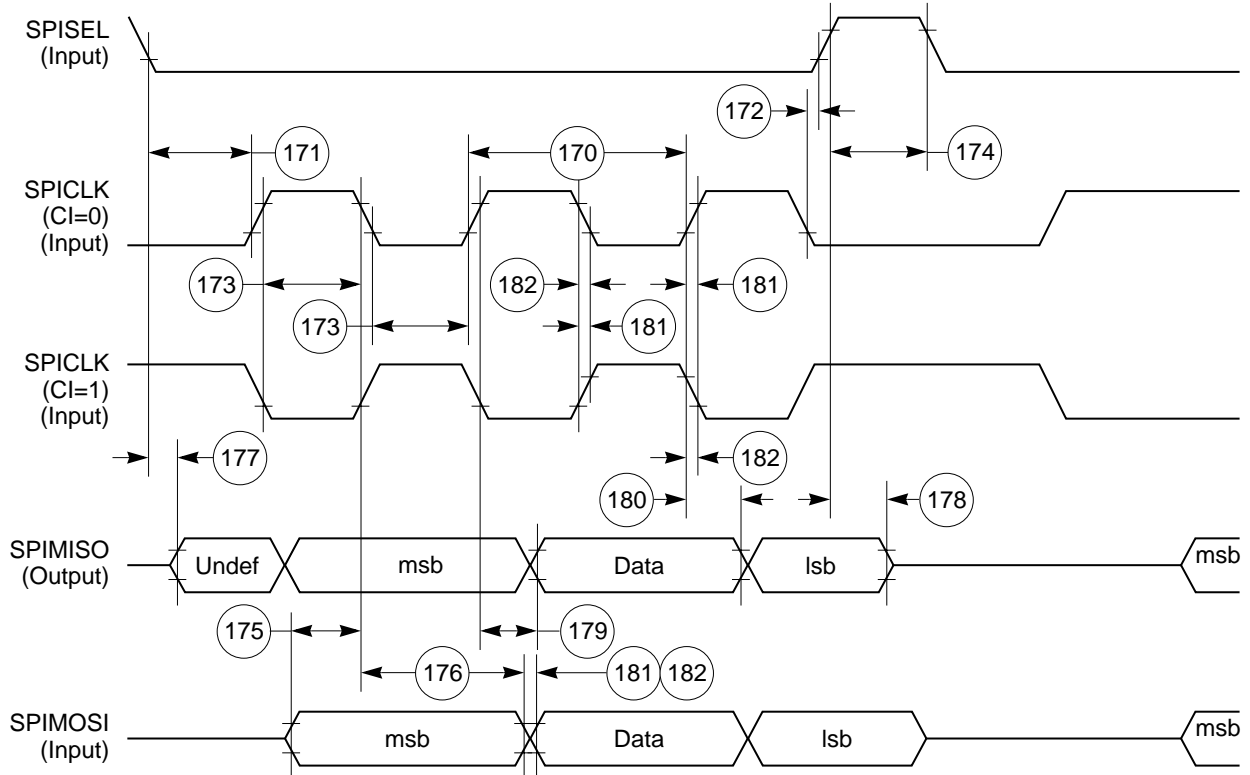 SPISEL
(Input)
172
171
170
174
SPICLK
(CI=0)
(Input)
173
182
181
173
181
SPICLK
(CI=1)
(Input)
177
182
180
178
SPIMISO
(Output)
Undef
msb
Data
lsb
msb
175
179
176
181
182
SPIMOSI
(Input)
msb
Data
lsb
msb